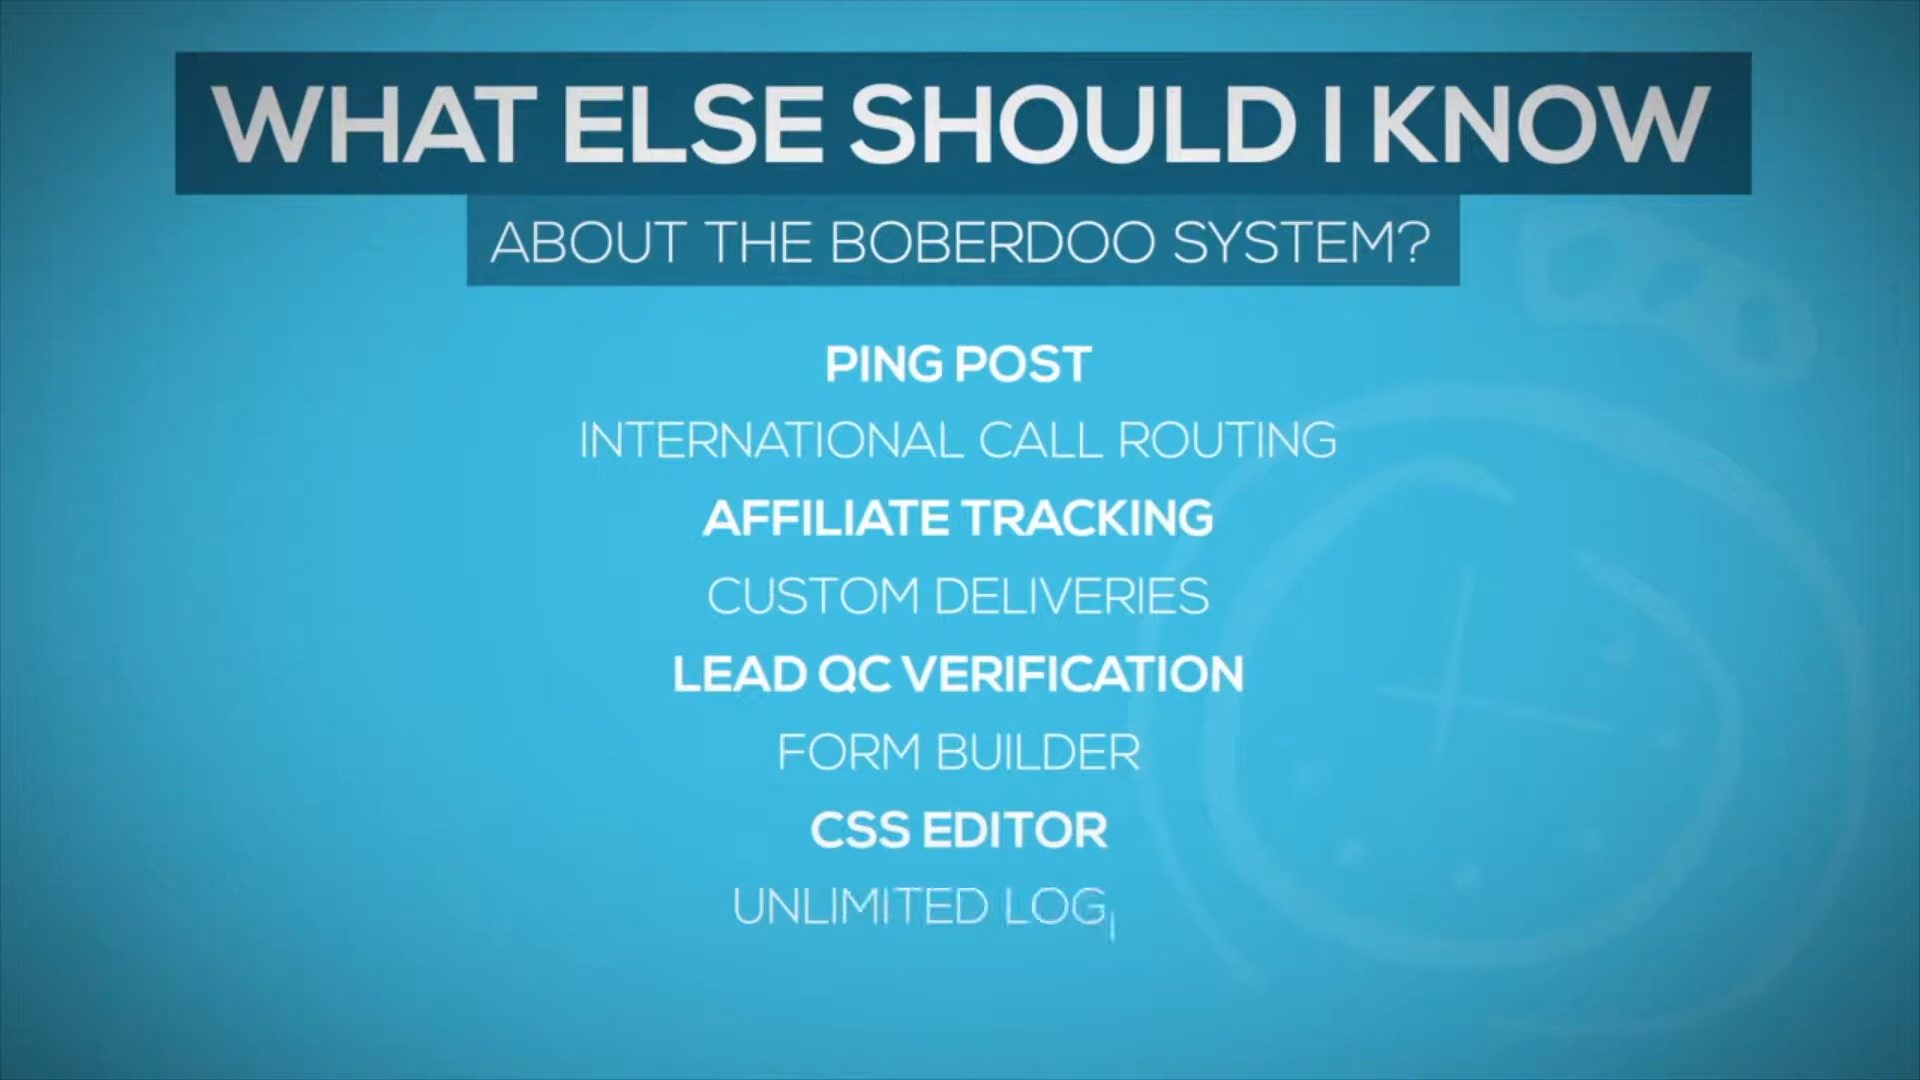 WHAT ELSE SHOULD I KNOW
ABOUT THE BOBERDOO SYSTEM?
PING POST
INTERNATIONAL CALL ROUTING
AFFILIATE TRACKING
CUSTOM DELIVERIES
LEAD QC VERIFICATION
FORM BUILDER
CSS EDITOR
UNLIMITED LOGI